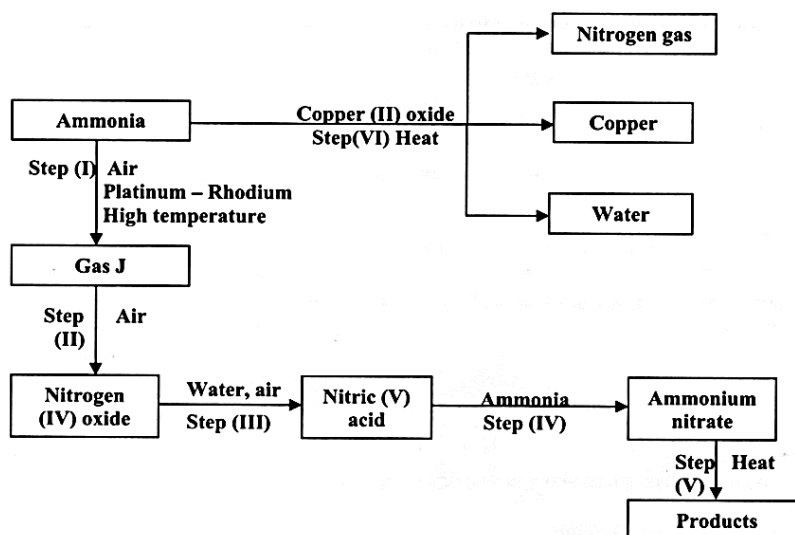 Nitrogen gas
Ammonia
Copper (II) oxide
Step(VI) Heat
Copper
Water
Step (I) Air
Platinum – Rhodium
High temperature
Gas J
Step
(II)
Air
Nitrogen
(IV) oxide
Water, air
Step (III)
Nitric (V)
acid
Ammonia
Step (IV)
Ammonium
nitrate
Step
(V)
Heat
Products